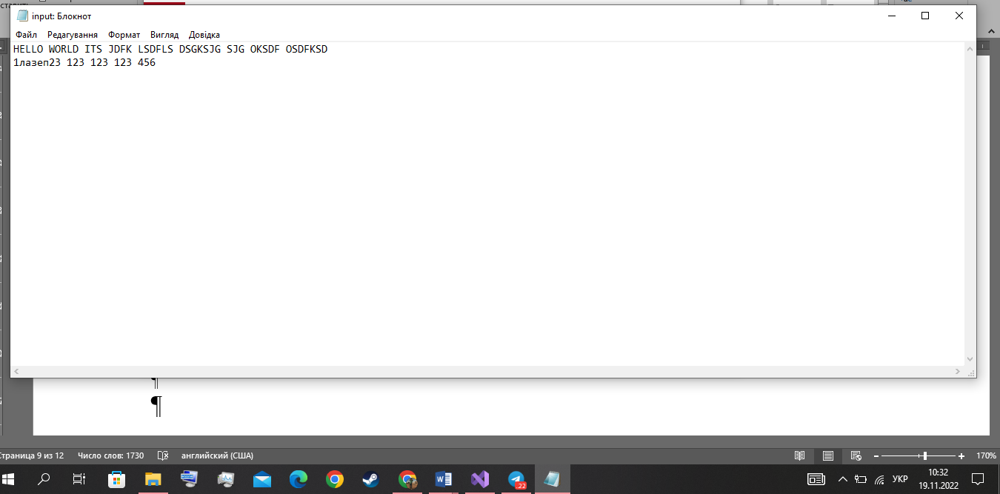 input: Блокнот
Файл Редагування Формат Вигляд Довідка
HELLO WORLD ITS JDFK LSDFLS DSGKSJG SJG OKSDF OSDFKSD
1лазеп23 123 123 123 456
¶
¶
Страница 9 из 12 Число слов: 1730 английский (США) 170%
22
УКР
10:32
19.11.2022